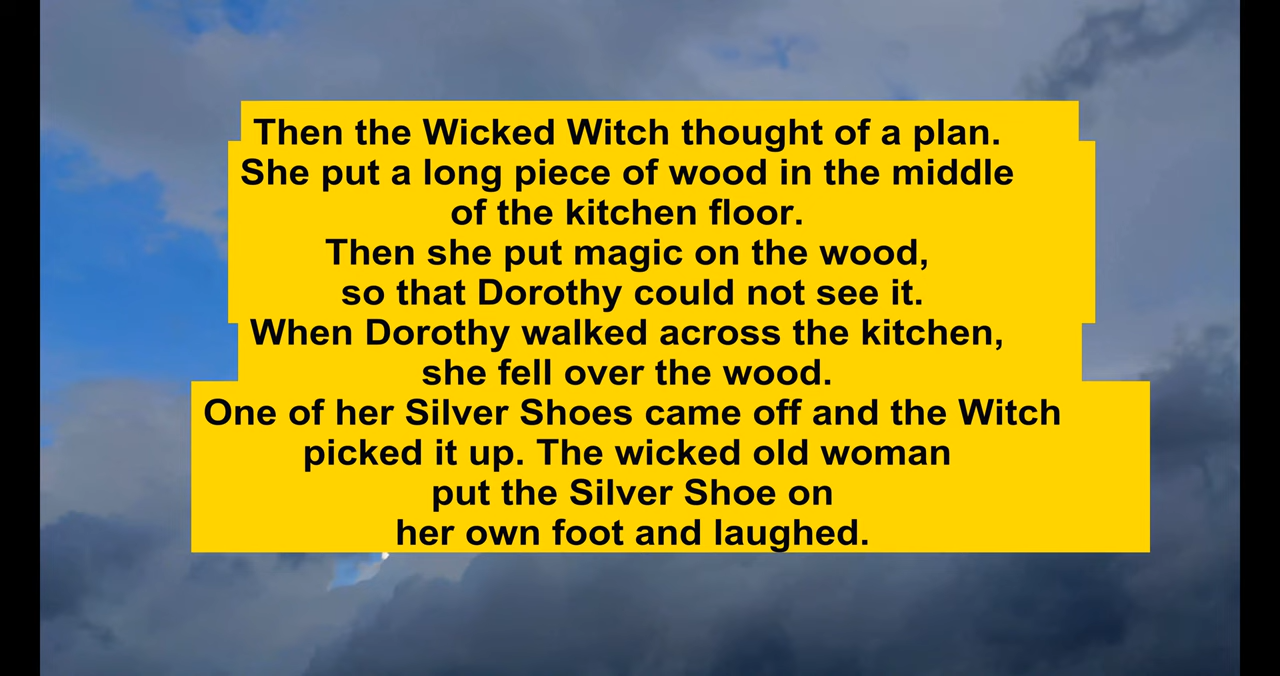 Then the Wicked Witch thought of a plan.
She put a long piece of wood in the middle
of the kitchen floor.
Then she put magic on the wood,
so that Dorothy could not see it.
When Dorothy walked across the kitchen,
she fell over the wood.
One of her Silver Shoes came off and the Witch
picked it up. The wicked old woman
put the Silver Shoe on
her own foot and laughed.